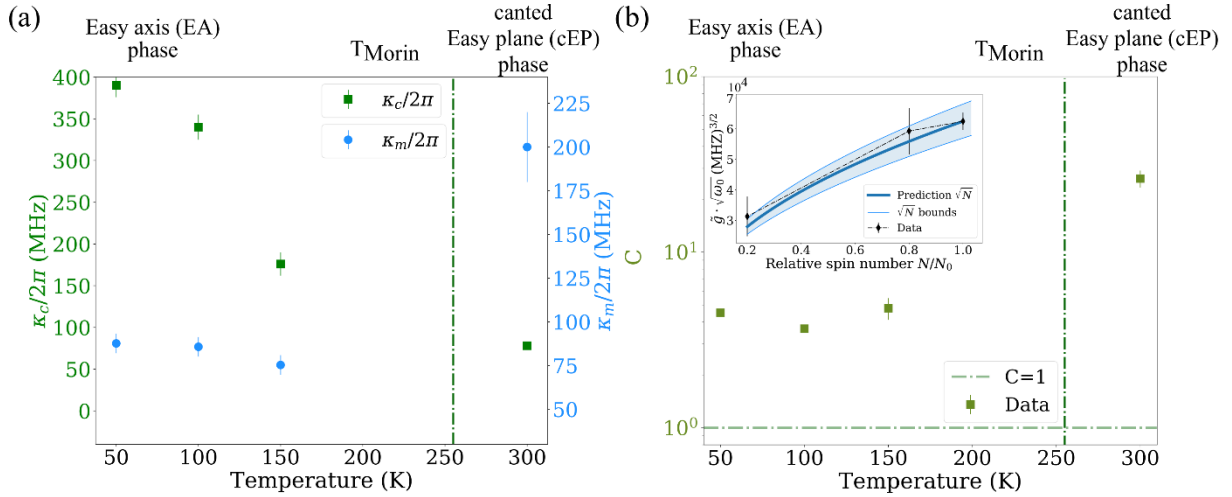 (a)
Easy axis (EA)
phase
T_Morin
canted
Easy plane (cEP)
phase
κ_c/2π
κ_m/2π
κ_c/2π (MHz)
400
350
300
250
200
150
100
50
0
225
200
175
150
125
100
75
50
κ_m/2π (MHz)
50 100 150 200 250 300
Temperature (K)
(b)
Easy axis (EA)
phase
T_Morin
canted
Easy plane (cEP)
phase
C
10^2
10^1
10^0
10^4
g̃ · √ω_0 (MHZ)^3/2
7
6
5
4
3
Prediction √N
√N bounds
Data
0.2 0.4 0.6 0.8 1.0
Relative spin number N/N_0
C=1
Data
50 100 150 200 250 300
Temperature (K)